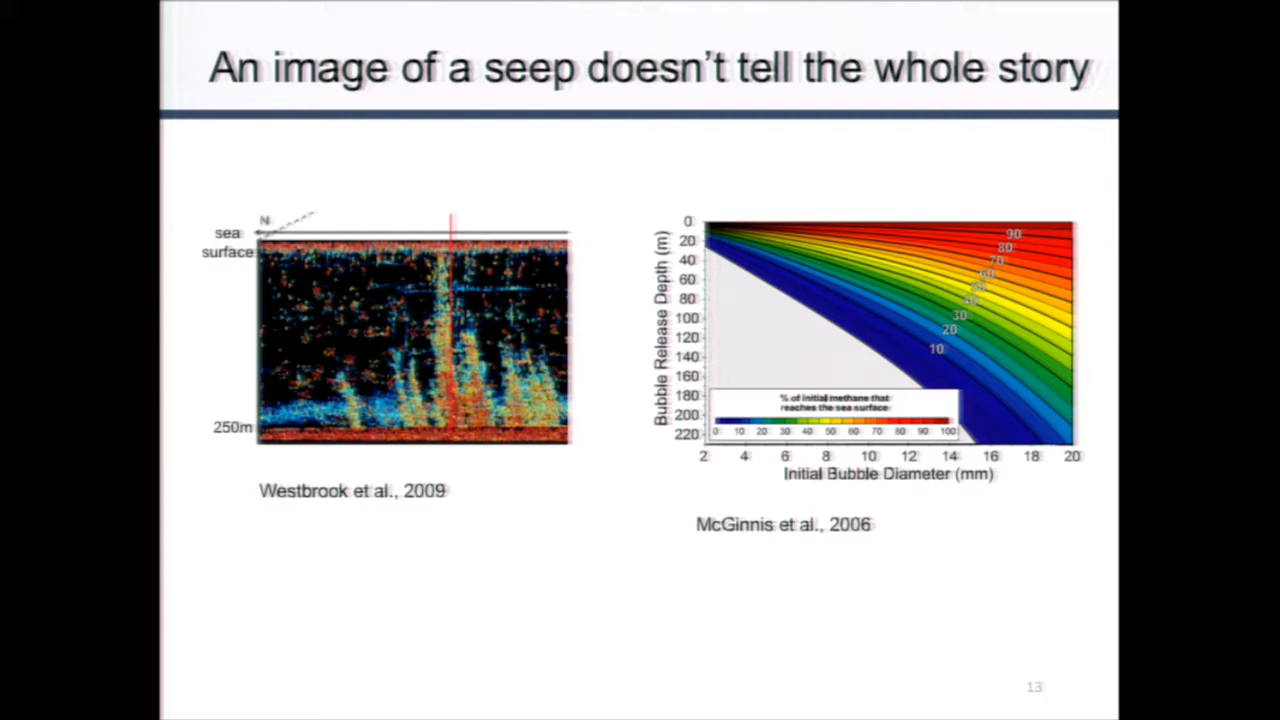 An image of a seep doesn't tell the whole story
N
sea
surface
250m
Westbrook et al., 2009
Bubble Release Depth (m)
0
20
40
60
80
100
120
140
160
180
200
220
90
80
70
60
50
40
30
20
10
% of initial methane that
reaches the sea surface
0 10 20 30 40 50 60 70 80 90 100
2 4 6 8 10 12 14 16 18 20
Initial Bubble Diameter (mm)
McGinnis et al., 2006
13